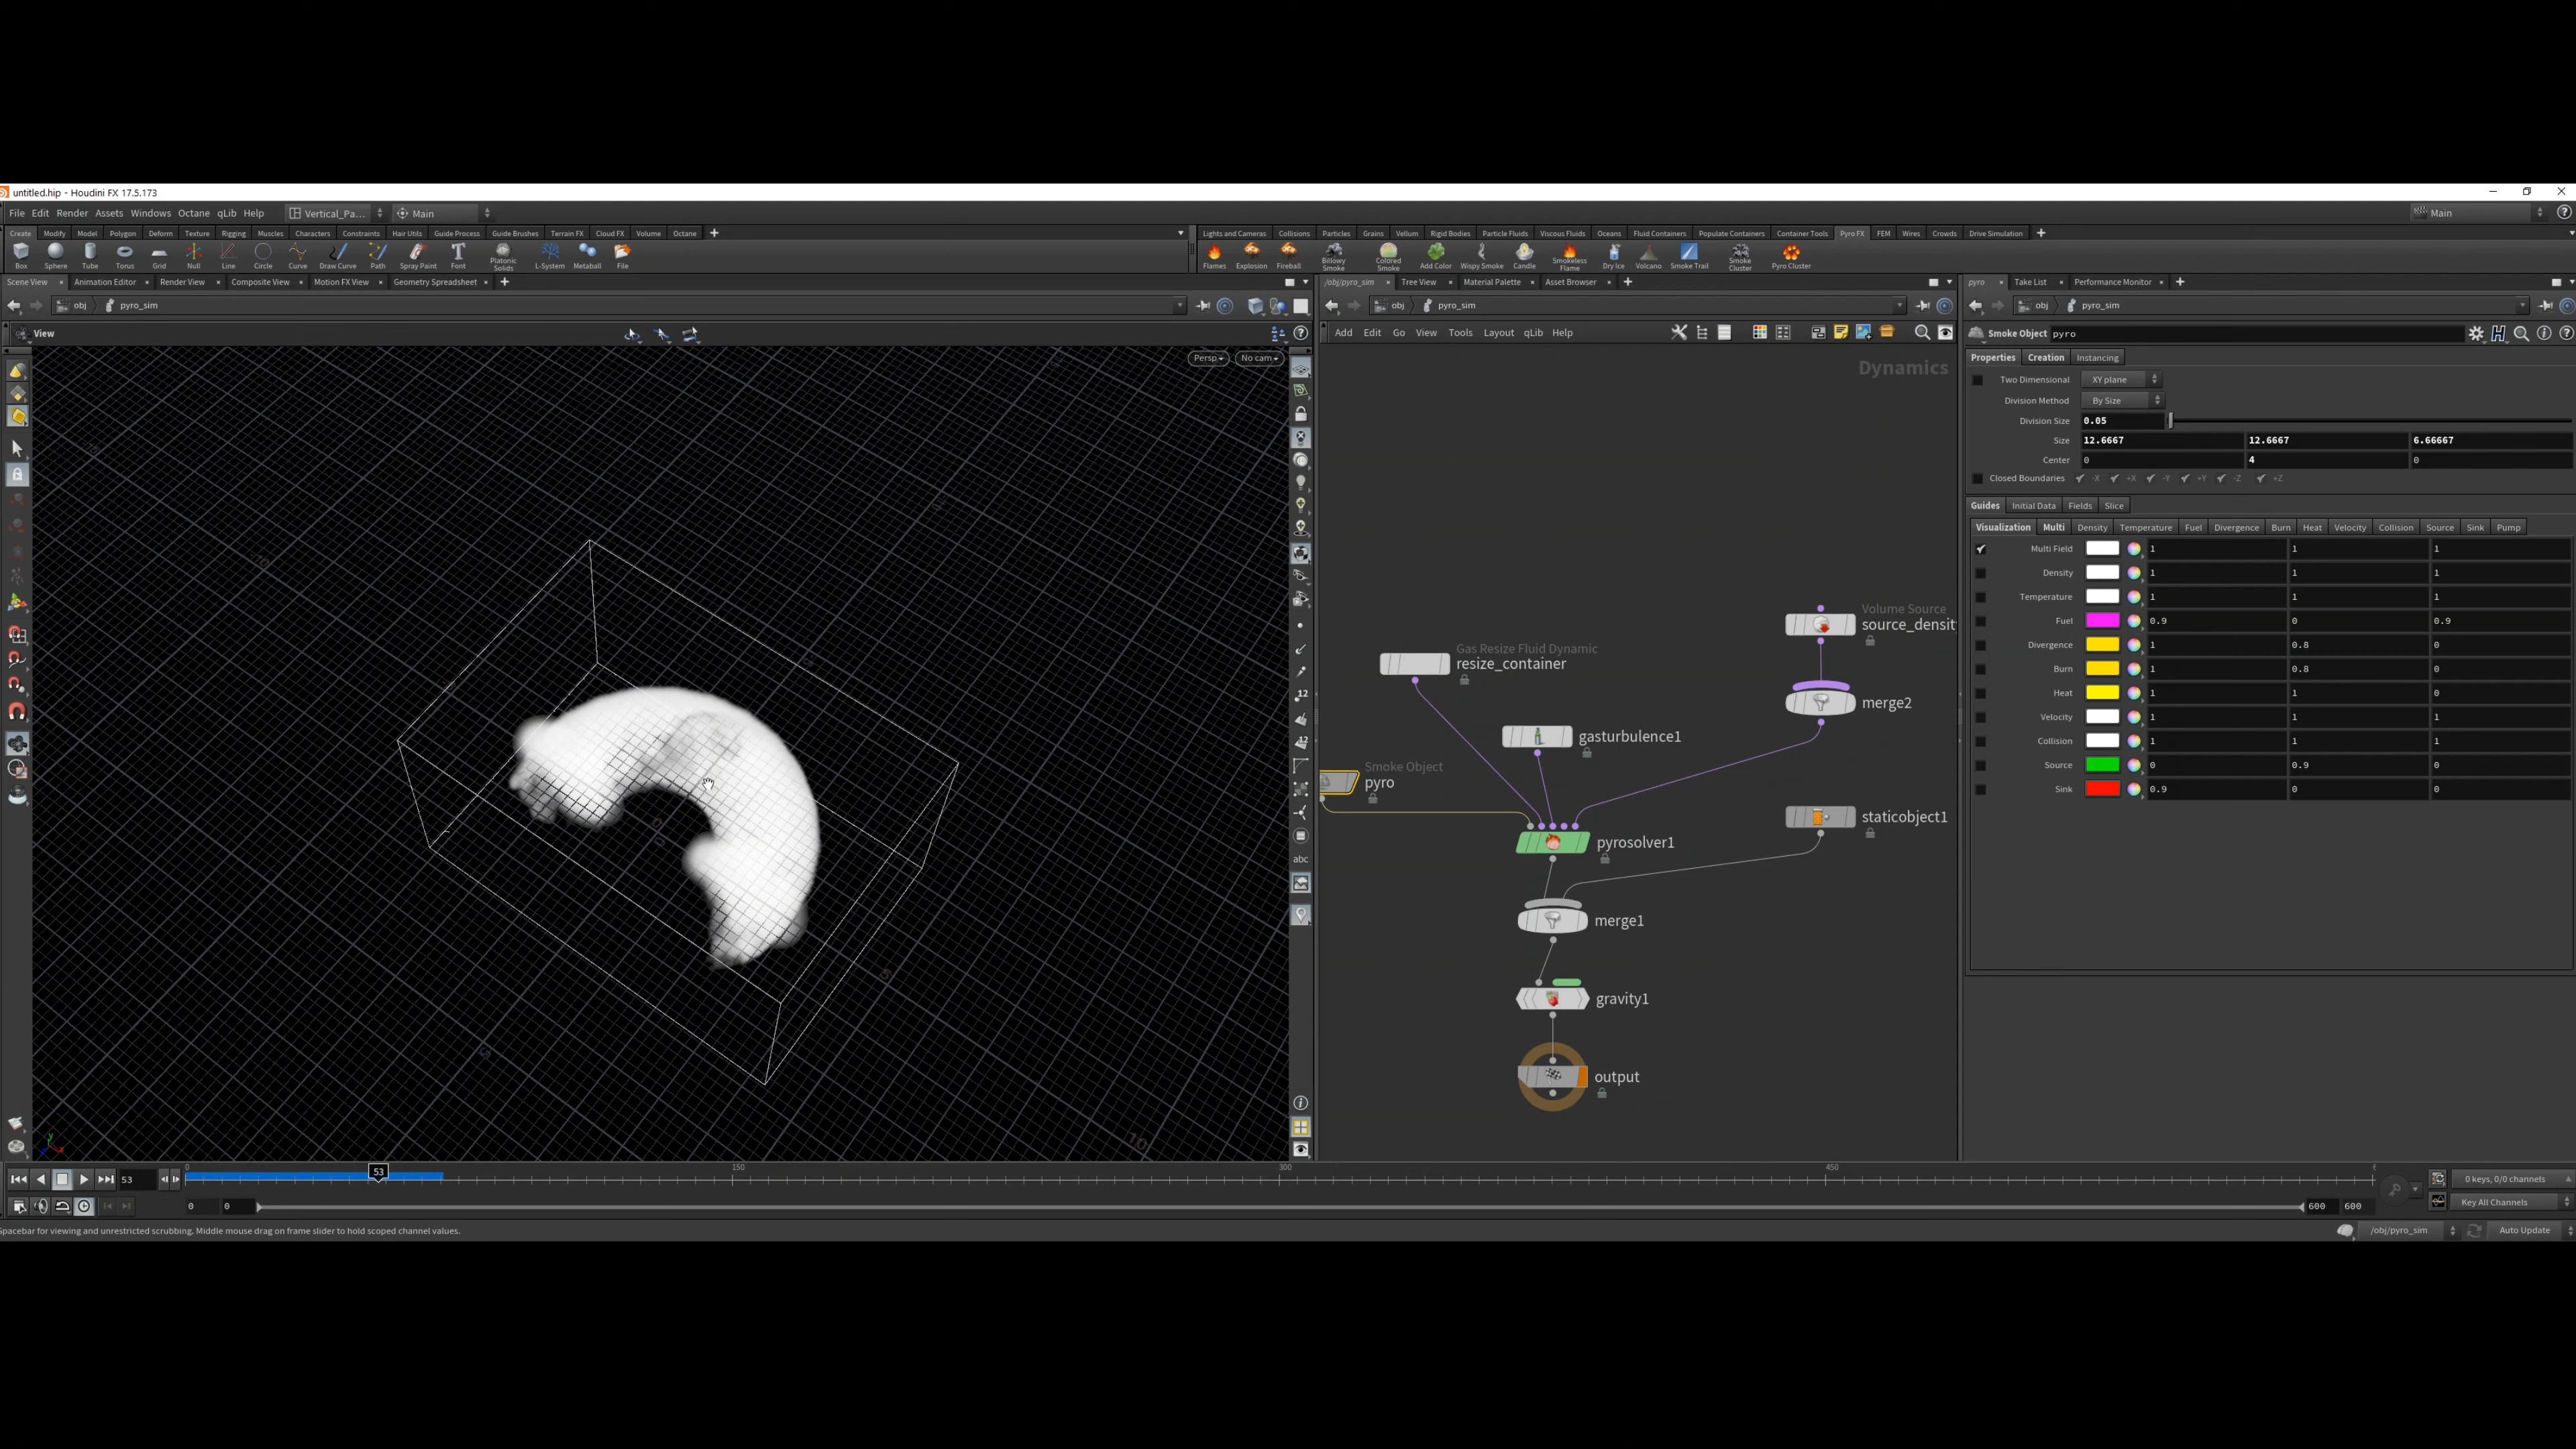 untitled.hip - Houdini FX 17.5.173
File Edit Render Assets Windows Octane qLib Help Vertical_Pa... Main Main
Create Modify Model Polygon Deform Texture Rigging Muscles Characters Constraints Hair Utils Guide Process Guide Brushes Terrain FX Cloud FX Volume Octane
Lights and Cameras Collisions Particles Grains Vellum Rigid Bodies Particle Fluids Viscous Fluids Oceans Fluid Containers Populate Containers Container Tools Pyro FX FEM Wires Crowds Drive Simulation
Box Sphere Tube Torus Grid Null Line Circle Curve Draw Curve Path Spray Paint Font Platonic Solids L-System Metaball File
Flames Explosion Fireball Billowy Smoke Colored Smoke Add Color Wispy Smoke Candle Smokeless Flame Dry Ice Volcano Smoke Trail Smoke Cluster Pyro Cluster
Scene View Animation Editor Render View Composite View Motion FX View Geometry Spreadsheet
/obj/pyro_sim Tree View Material Palette Asset Browser
pyro Take List Performance Monitor
obj pyro_sim
obj pyro_sim
obj pyro_sim
View
Add Edit Go View Tools Layout qLib Help
Smoke Object pyro
Persp No cam
Dynamics
Properties Creation Instancing
Two Dimensional XY plane
Division Method By Size
Division Size 0.05
Size 12.6667 12.6667 6.66667
Center 0 4 0
Closed Boundaries -X +X -Y +Y -Z +Z
Guides Initial Data Fields Slice
Visualization Multi Density Temperature Fuel Divergence Burn Heat Velocity Collision Source Sink Pump
Multi Field 1 1 1
Density 1 1 1
Temperature 1 1 1
Fuel 0.9 0 0.9
Divergence 1 0.8 0
Burn 1 0.8 0
Heat 1 1 0
Velocity 1 1 1
Collision 1 1 1
Source 0 0.9 0
Sink 0.9 0 0
Volume Source
source_densit
Gas Resize Fluid Dynamic
resize_container
merge2
gasturbulence1
Smoke Object
pyro
staticobject1
pyrosolver1
merge1
gravity1
output
12
12
abc
10
0 150 300 450
53
53
0 keys, 0/0 channels
0 0 600 600
Key All Channels
Spacebar for viewing and unrestricted scrubbing. Middle mouse drag on frame slider to hold scoped channel values.
/obj/pyro_sim Auto Update